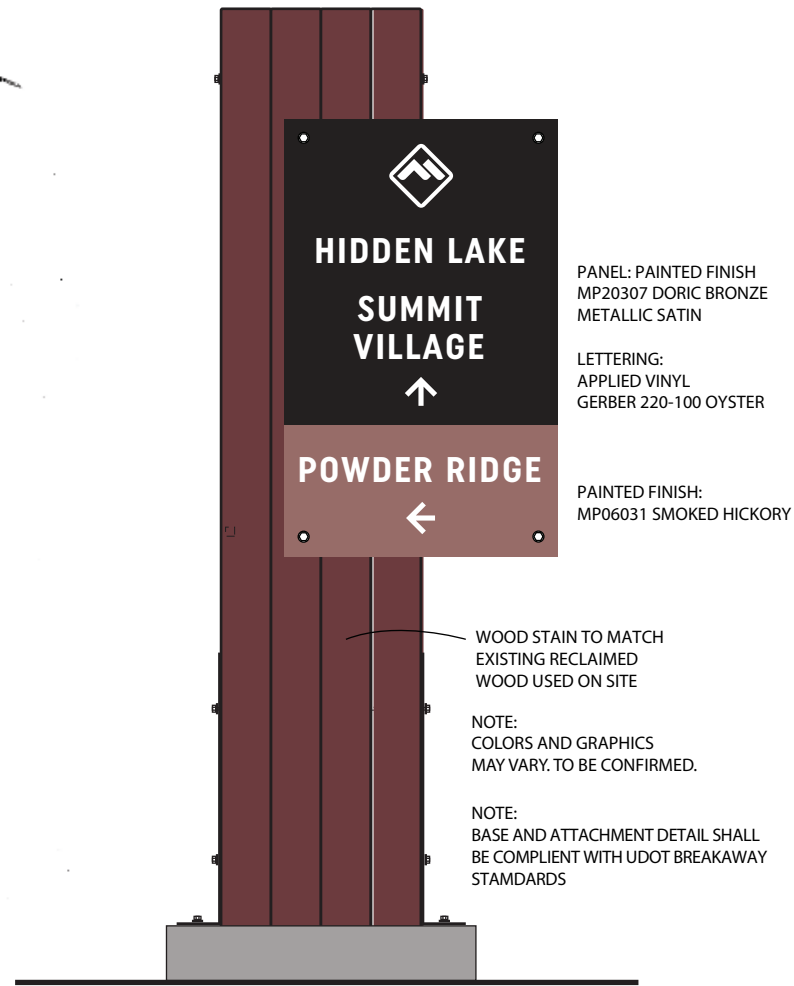 HIDDEN LAKE
SUMMIT
VILLAGE
↑
POWDER RIDGE
←
PANEL: PAINTED FINISH
MP20307 DORIC BRONZE
METALLIC SATIN
LETTERING:
APPLIED VINYL
GERBER 220-100 OYSTER
PAINTED FINISH:
MP06031 SMOKED HICKORY
WOOD STAIN TO MATCH
EXISTING RECLAIMED
WOOD USED ON SITE
NOTE:
COLORS AND GRAPHICS
MAY VARY. TO BE CONFIRMED.
NOTE:
BASE AND ATTACHMENT DETAIL SHALL
BE COMPLIENT WITH UDOT BREAKAWAY
STAMDARDS